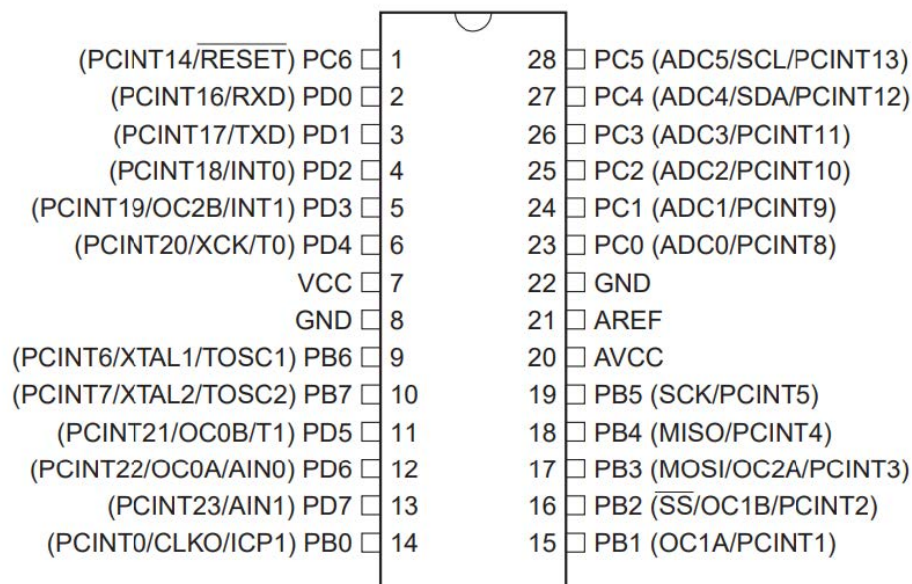 (PCINT14/RESET) PC6 1
(PCINT16/RXD) PD0 2
(PCINT17/TXD) PD1 3
(PCINT18/INT0) PD2 4
(PCINT19/OC2B/INT1) PD3 5
(PCINT20/XCK/T0) PD4 6
VCC 7
GND 8
(PCINT6/XTAL1/TOSC1) PB6 9
(PCINT7/XTAL2/TOSC2) PB7 10
(PCINT21/OC0B/T1) PD5 11
(PCINT22/OC0A/AIN0) PD6 12
(PCINT23/AIN1) PD7 13
(PCINT0/CLKO/ICP1) PB0 14
28 PC5 (ADC5/SCL/PCINT13)
27 PC4 (ADC4/SDA/PCINT12)
26 PC3 (ADC3/PCINT11)
25 PC2 (ADC2/PCINT10)
24 PC1 (ADC1/PCINT9)
23 PC0 (ADC0/PCINT8)
22 GND
21 AREF
20 AVCC
19 PB5 (SCK/PCINT5)
18 PB4 (MISO/PCINT4)
17 PB3 (MOSI/OC2A/PCINT3)
16 PB2 (SS/OC1B/PCINT2)
15 PB1 (OC1A/PCINT1)